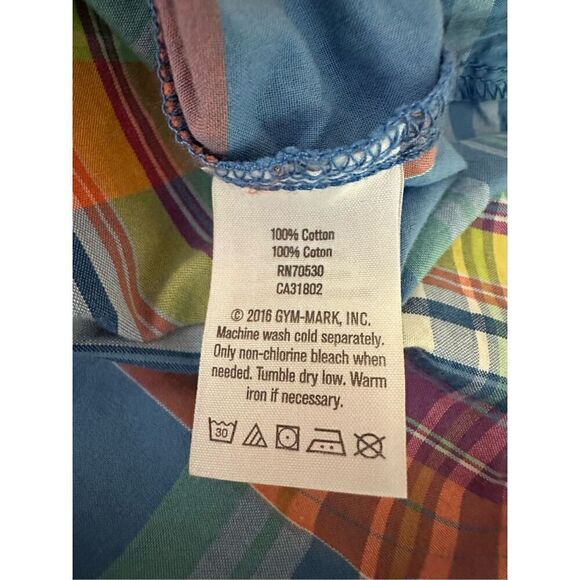 100% Cotton
100% Coton
RN70530
CA31802
© 2016 GYM-MARK, INC.
Machine wash cold separately.
Only non-chlorine bleach when
needed. Tumble dry low. Warm
iron if necessary.
30